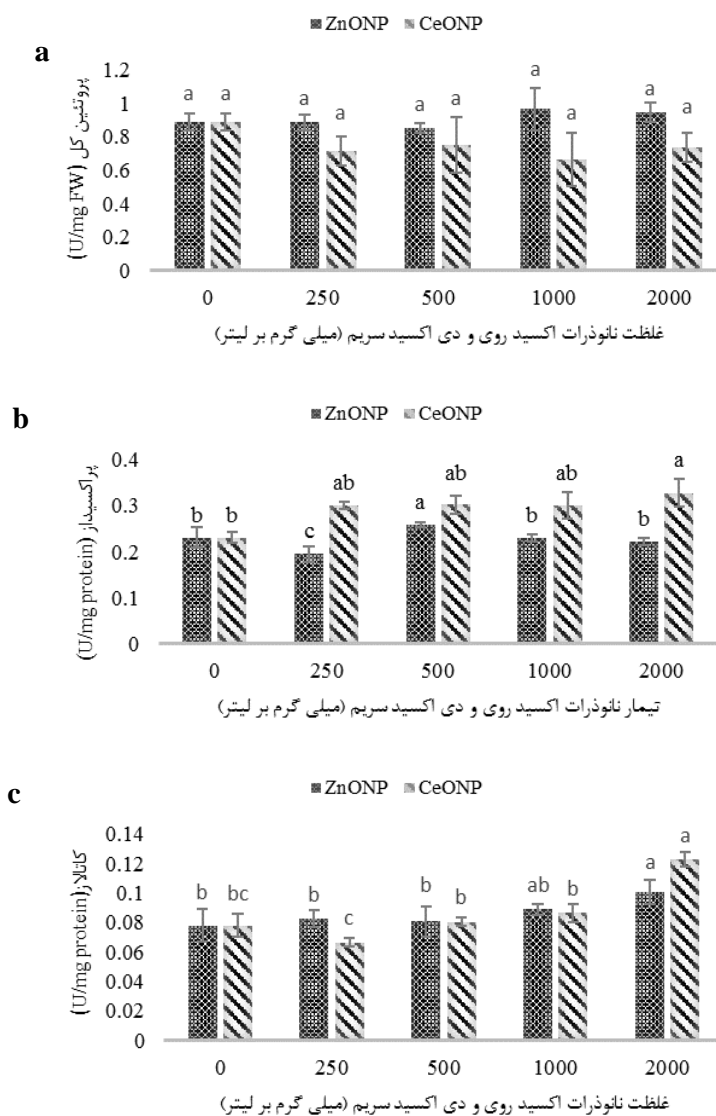 ZnONP CeONP
a
پروتئین کل (U/mg FW)
1.2
1
0.8
0.6
0.4
0.2
0
a a a a a a a a a a
0 250 500 1000 2000
غلظت نانوذرات اکسید روی و دی اکسید سریم (میلی گرم بر لیتر)
ZnONP CeONP
b
پراکسیداز (U/mg protein)
0.4
0.3
0.2
0.1
0
b b c ab a ab b ab b a
0 250 500 1000 2000
تیمار نانوذرات اکسید روی و دی اکسید سریم (میلی گرم بر لیتر)
ZnONP CeONP
c
کاتالاز (U/mg protein)
0.14
0.12
0.1
0.08
0.06
0.04
0.02
0
b bc b c b b ab b a a
0 250 500 1000 2000
غلظت نانوذرات اکسید روی و دی اکسید سریم (میلی گرم بر لیتر)